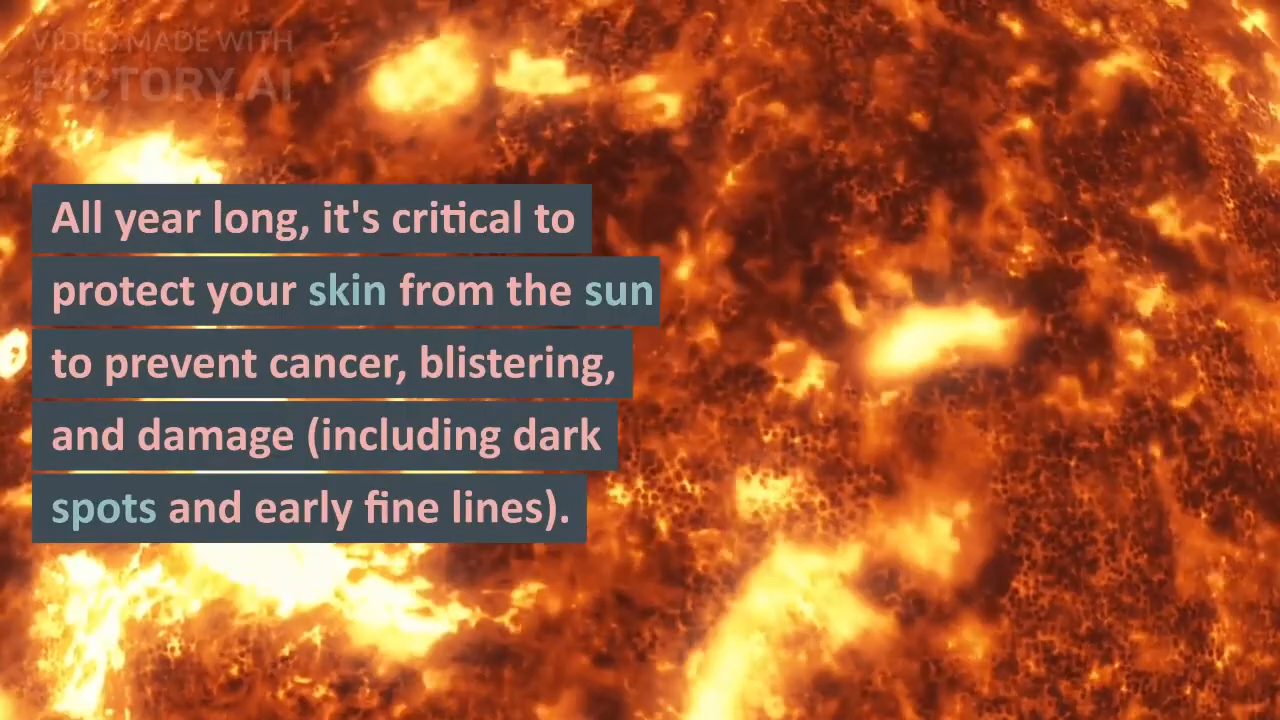 VIDEO MADE WITH
PICTORY.AI
All year long, it's critical to
protect your skin from the sun
to prevent cancer, blistering,
and damage (including dark
spots and early fine lines).